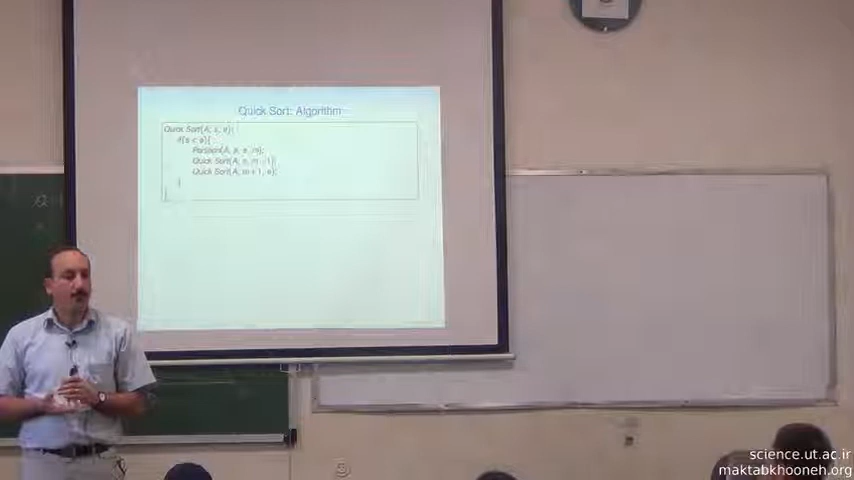 Quick Sort: Algorithm
Quick Sort(A, s, e){
if(s < e){
Partition(A, s, e, m);
Quick Sort(A, s, m - 1);
Quick Sort(A, m + 1, e);
}
}
science.ut.ac.ir
maktabkhooneh.org